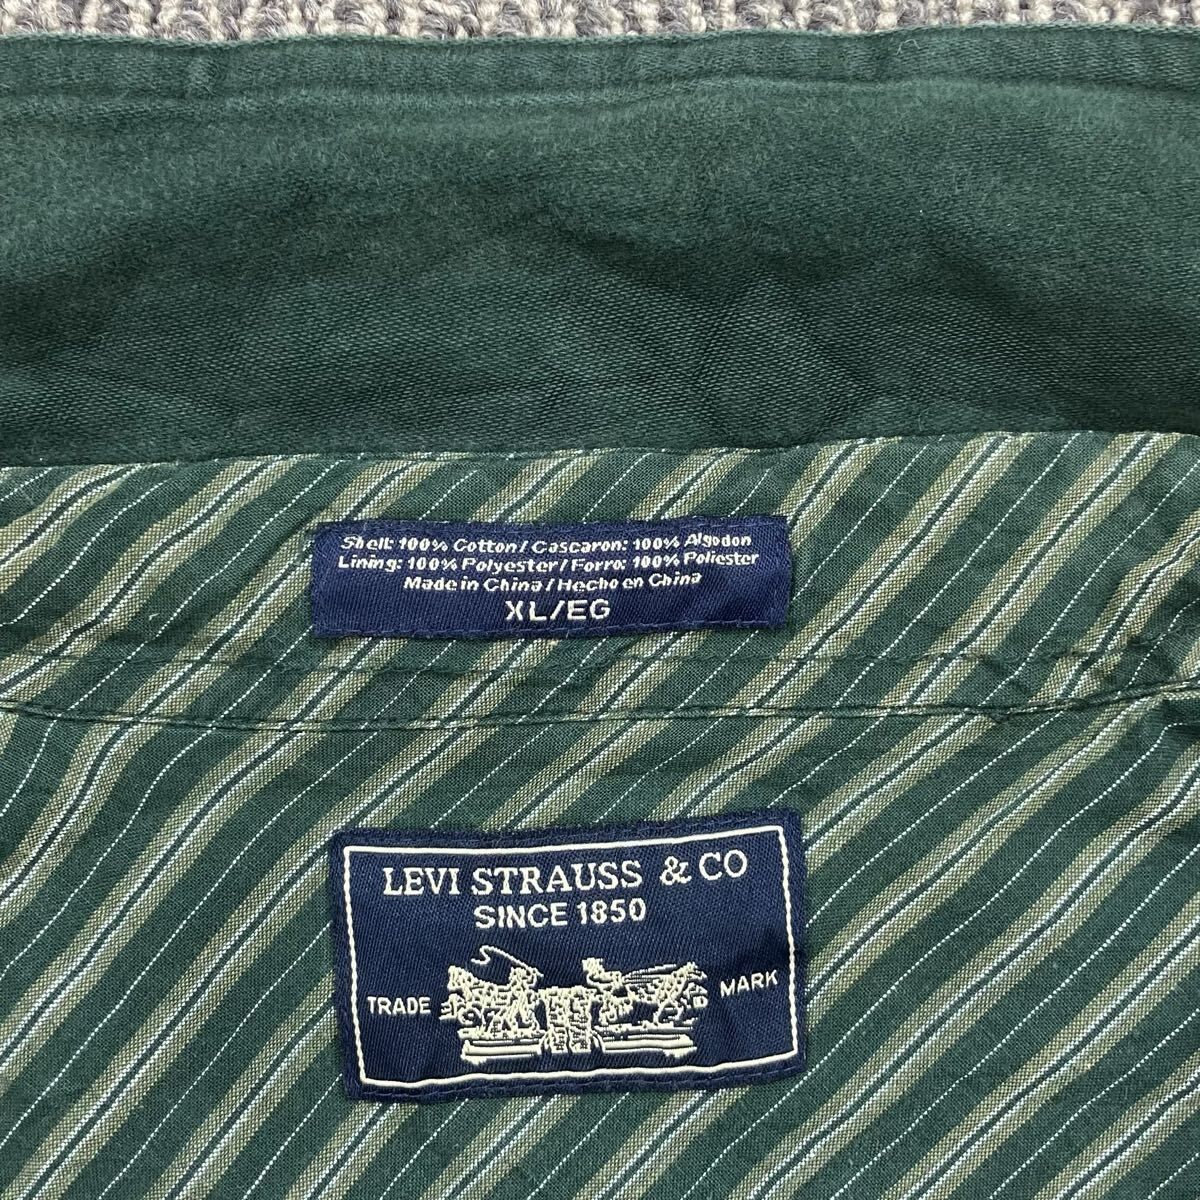 Shell: 100% Cotton / Cascaron: 100% Algodon
Lining: 100% Polyester / Forro: 100% Poliester
Made in China / Hecho en China
XL/EG
LEVI STRAUSS & CO
SINCE 1850
TRADE MARK